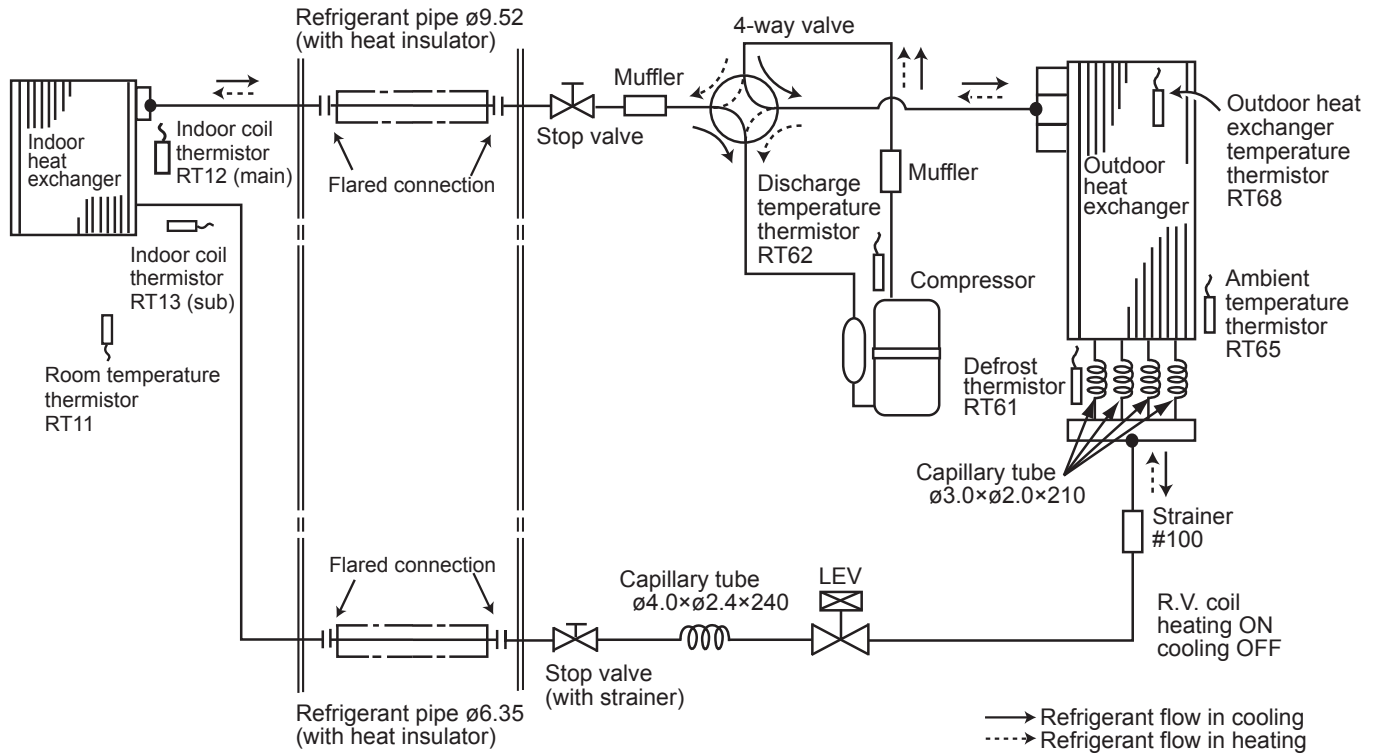 Refrigerant pipe ø9.52
(with heat insulator)
4-way valve
Muffler
Stop valve
Indoor
heat
exchanger
Indoor coil
thermistor
RT12 (main)
Flared connection
Indoor coil
thermistor
RT13 (sub)
Room temperature
thermistor
RT11
Discharge
temperature
thermistor
RT62
Muffler
Compressor
Outdoor
heat
exchanger
Outdoor heat
exchanger
temperature
thermistor
RT68
Ambient
temperature
thermistor
RT65
Defrost
thermistor
RT61
Capillary tube
ø3.0×ø2.0×210
Strainer
#100
Flared connection
Capillary tube
ø4.0×ø2.4×240
LEV
R.V. coil
heating ON
cooling OFF
Stop valve
(with strainer)
Refrigerant pipe ø6.35
(with heat insulator)
Refrigerant flow in cooling
Refrigerant flow in heating